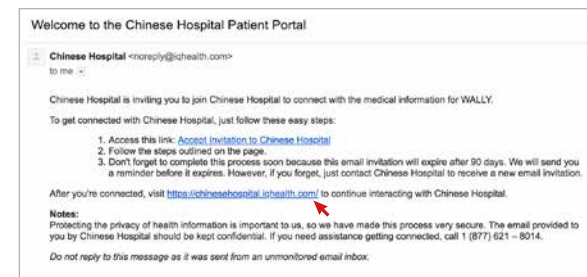 Welcome to the Chinese Hospital Patient Portal
Chinese Hospital <noreply@iqhealth.com>
to me
Chinese Hospital is inviting you to join Chinese Hospital to connect with the medical information for WALLY.
To get connected with Chinese Hospital, just follow these easy steps:
1. Access this link: Accept Invitation to Chinese Hospital
2. Follow the steps outlined on the page.
3. Don't forget to complete this process soon because this email invitation will expire after 90 days. We will send you
a reminder before it expires. However, if you forget, just contact Chinese Hospital to receive a new email invitation.
After you're connected, visit https://chinesehospital.iqhealth.com/ to continue interacting with Chinese Hospital.
Notes:
Protecting the privacy of health information is important to us, so we have made this process very secure. The email provided to
you by Chinese Hospital should be kept confidential. If you need assistance getting connected, call 1 (877) 621 – 8014.
Do not reply to this message as it was sent from an unmonitored email inbox.